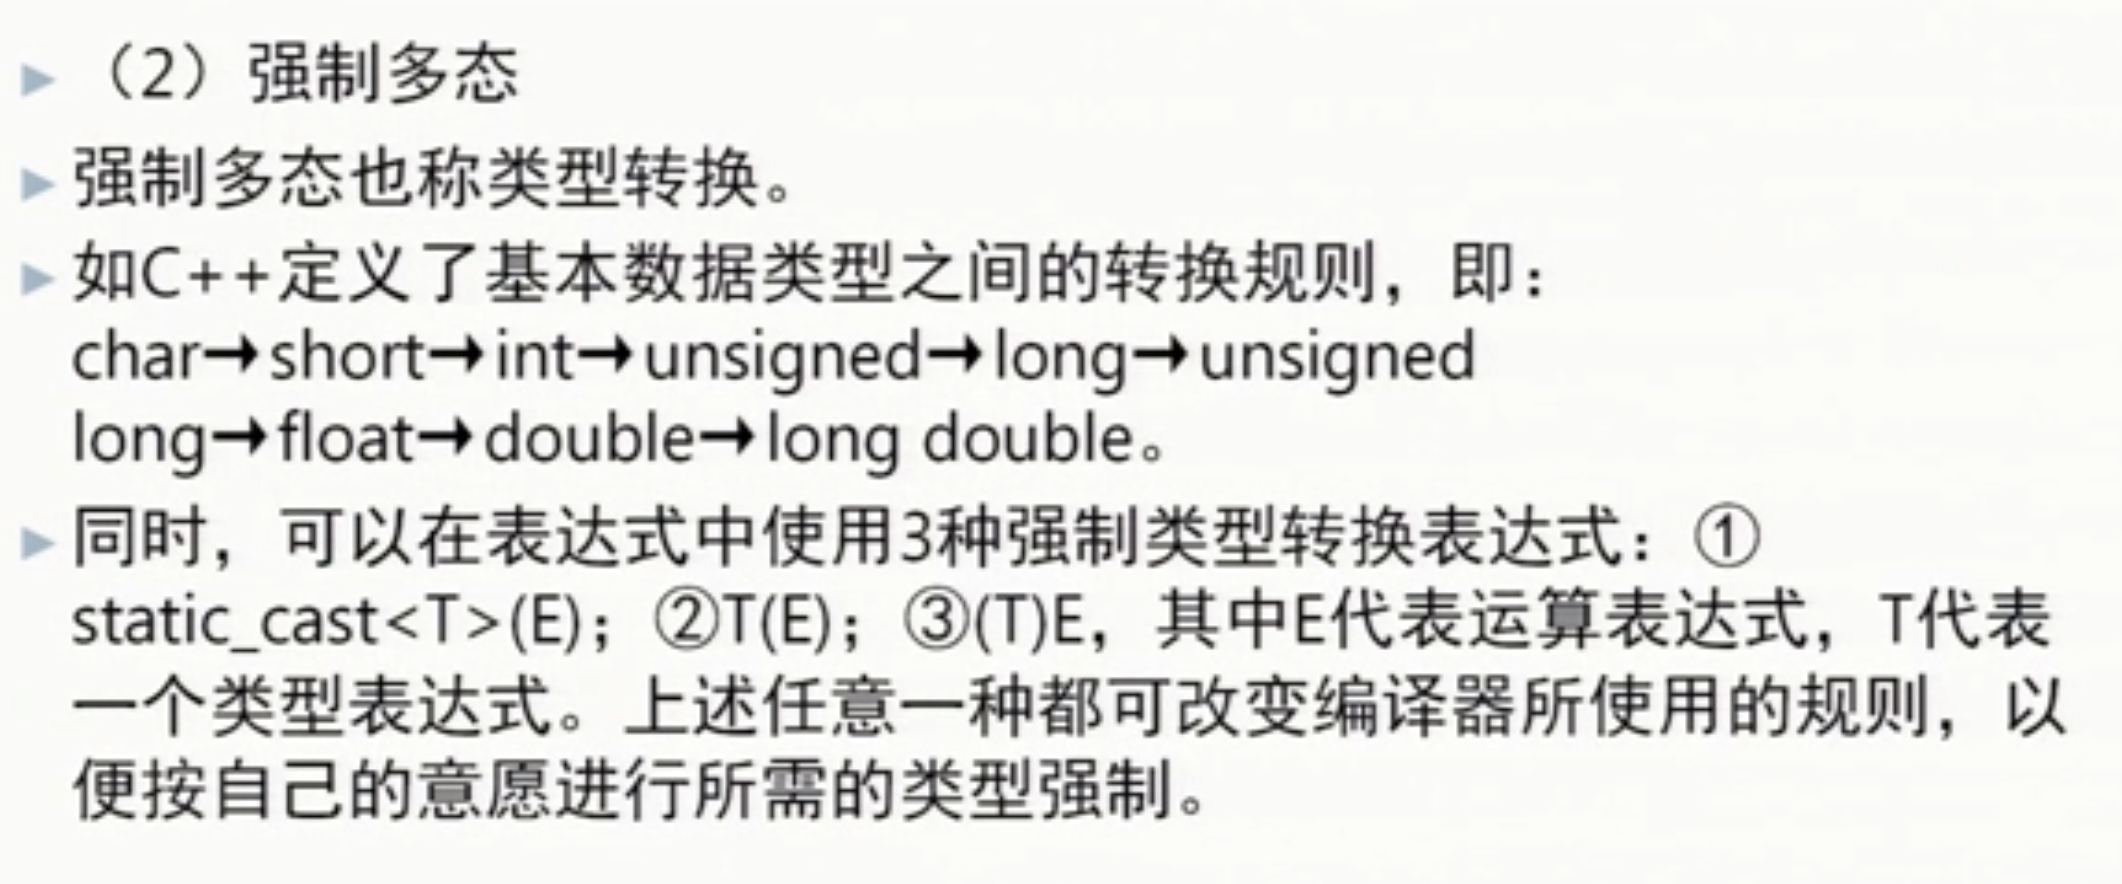 （2）强制多态
强制多态也称类型转换。
如C++定义了基本数据类型之间的转换规则，即：
char→short→int→unsigned→long→unsigned
long→float→double→long double。
同时，可以在表达式中使用3种强制类型转换表达式：①
static_cast<T>(E)；②T(E)；③(T)E，其中E代表运算表达式，T代表
一个类型表达式。上述任意一种都可改变编译器所使用的规则，以
便按自己的意愿进行所需的类型强制。